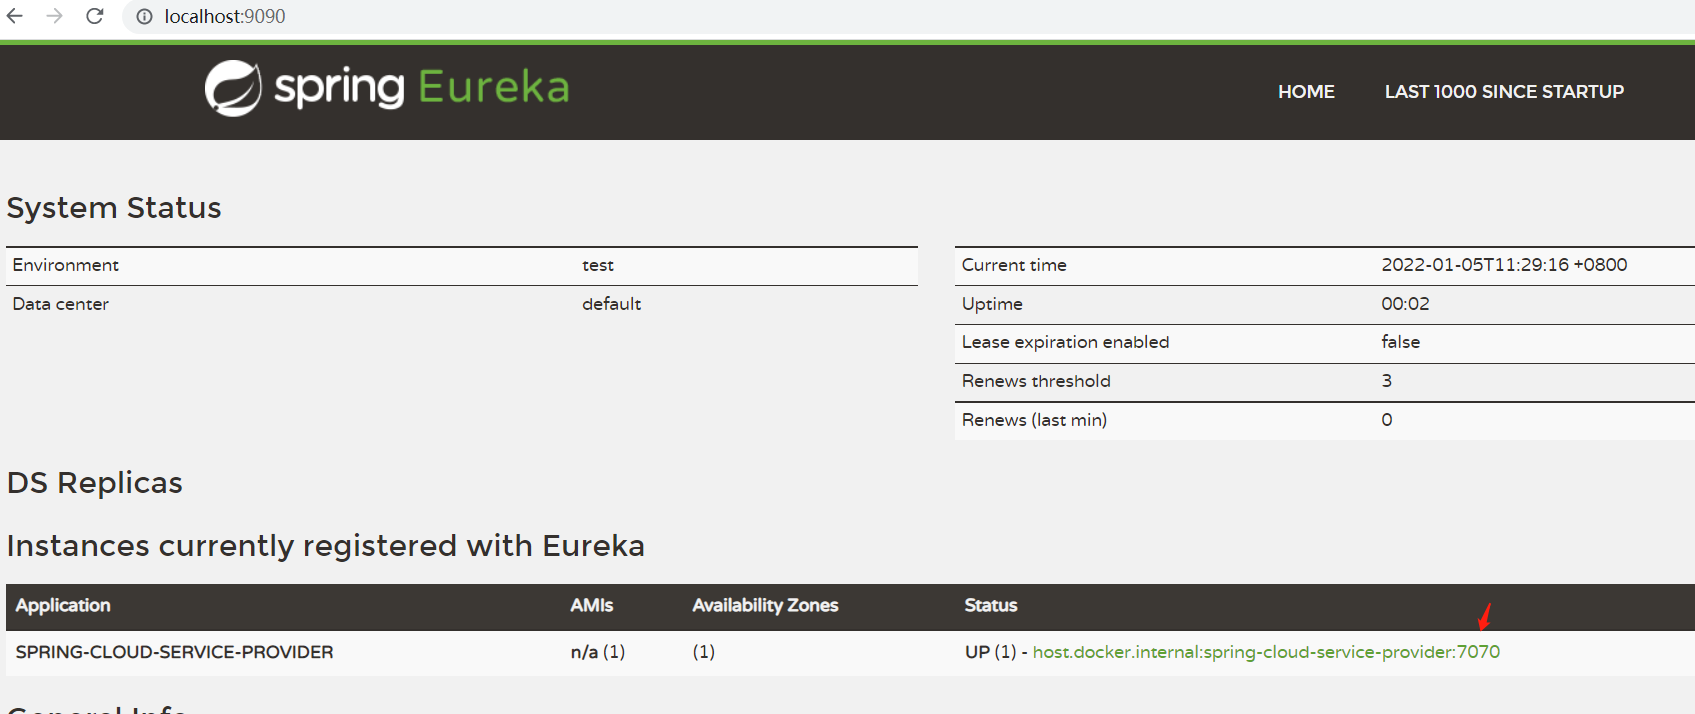 localhost:9090
spring Eureka
HOME LAST 1000 SINCE STARTUP
System Status
Environment test
Data center default
Current time 2022-01-05T11:29:16 +0800
Uptime 00:02
Lease expiration enabled false
Renews threshold 3
Renews (last min) 0
DS Replicas
Instances currently registered with Eureka
Application AMIs Availability Zones Status
SPRING-CLOUD-SERVICE-PROVIDER n/a (1) (1) UP (1) - host.docker.internal:spring-cloud-service-provider:7070
General Info